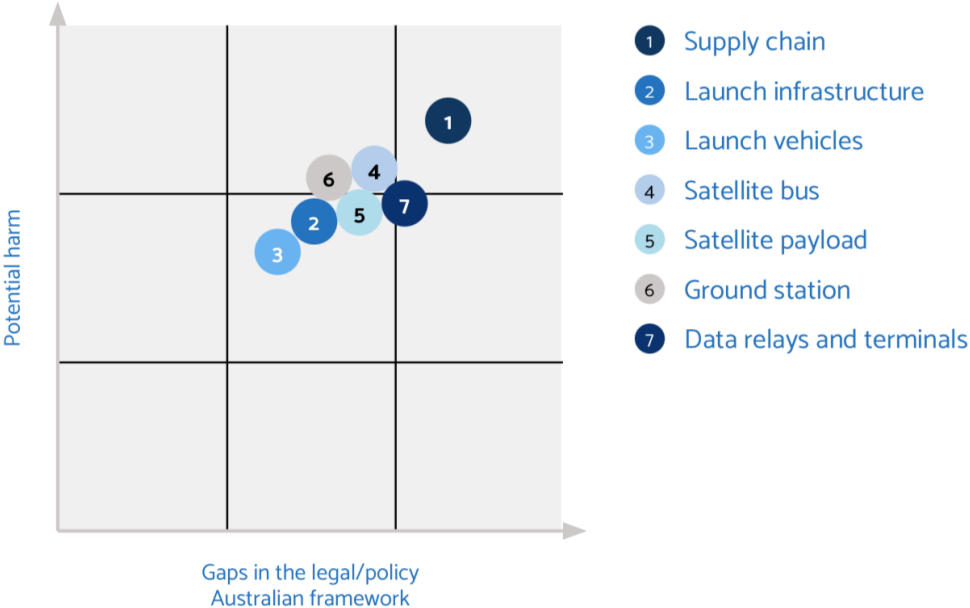 Potential harm
1
4
6
7
5
2
3
Gaps in the legal/policy
Australian framework
1 Supply chain
2 Launch infrastructure
3 Launch vehicles
4 Satellite bus
5 Satellite payload
6 Ground station
7 Data relays and terminals